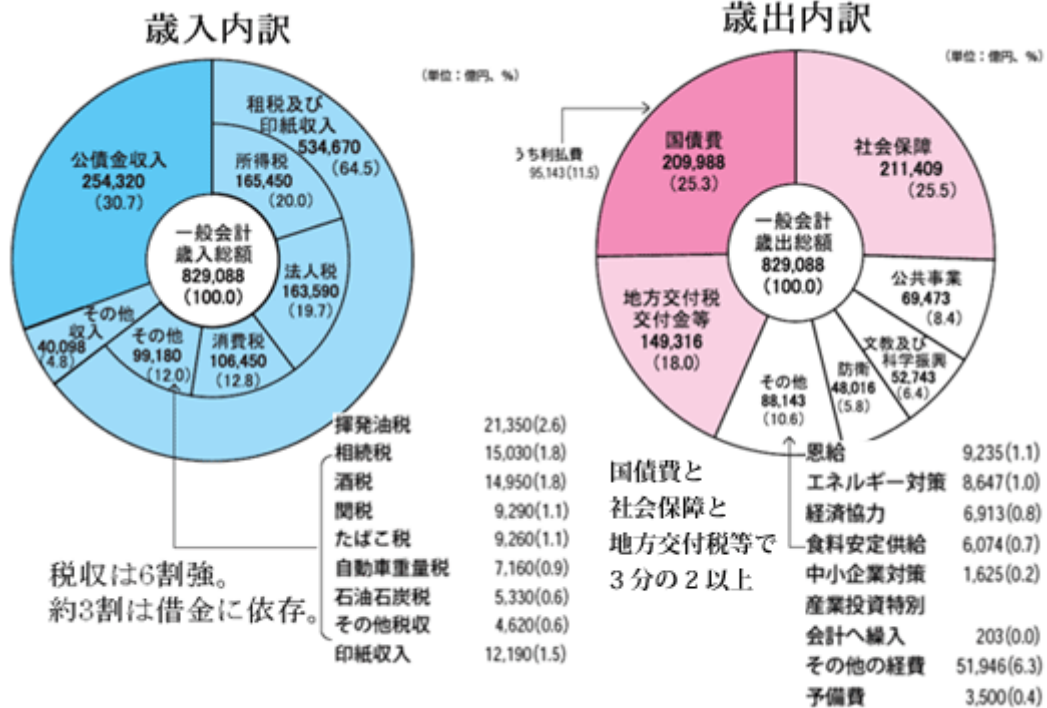 歳入内訳
(単位：億円、％)
租税及び
印紙収入
534,670
(64.5)
公債金収入
254,320
(30.7)
所得税
165,450
(20.0)
一般会計
歳入総額
829,088
(100.0)
法人税
163,590
(19.7)
消費税
106,450
(12.8)
その他
99,180
(12.0)
その他
収入
40,098
(4.8)
揮発油税 21,350(2.6)
相続税 15,030(1.8)
酒税 14,950(1.8)
関税 9,290(1.1)
たばこ税 9,260(1.1)
自動車重量税 7,160(0.9)
石油石炭税 5,330(0.6)
その他税収 4,620(0.6)
印紙収入 12,190(1.5)
税収は6割強。
約3割は借金に依存。
歳出内訳
(単位：億円、％)
うち利払費
95,143(11.5)
国債費
209,988
(25.3)
社会保障
211,409
(25.5)
一般会計
歳出総額
829,088
(100.0)
公共事業
69,473
(8.4)
文教及び
科学振興
52,743
(6.4)
防衛
48,016
(5.8)
その他
88,143
(10.6)
地方交付税
交付金等
149,316
(18.0)
恩給 9,235(1.1)
エネルギー対策 8,647(1.0)
経済協力 6,913(0.8)
食料安定供給 6,074(0.7)
中小企業対策 1,625(0.2)
産業投資特別
会計へ繰入 203(0.0)
その他の経費 51,946(6.3)
予備費 3,500(0.4)
国債費と
社会保障と
地方交付税等で
３分の２以上